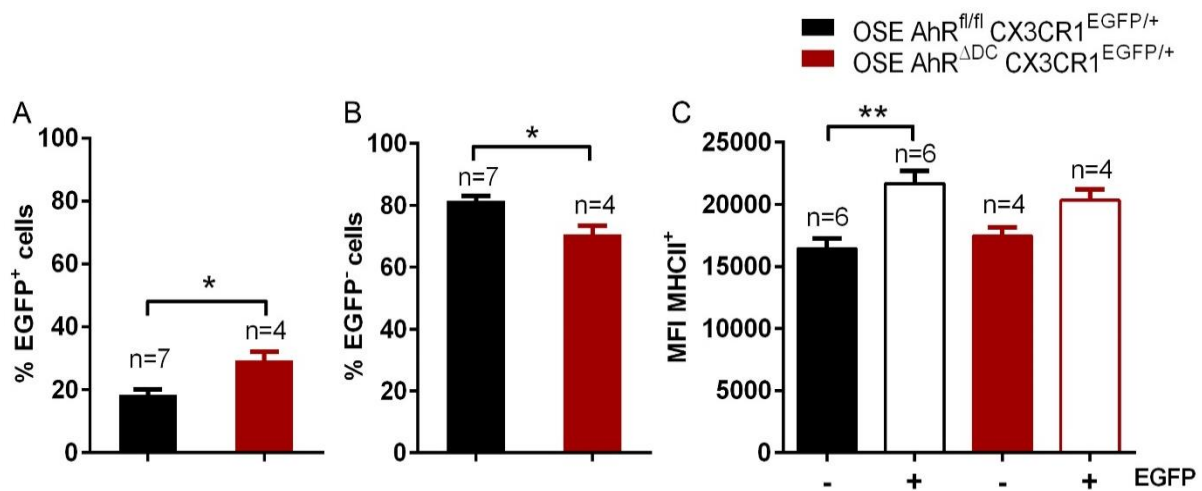 OSE AhR^fl/fl CX3CR1^EGFP/+
OSE AhR^ΔDC CX3CR1^EGFP/+
A
100
80
60
40
20
0
% EGFP⁺ cells
n=7
*
n=4
B
100
80
60
40
20
0
% EGFP⁻ cells
n=7
*
n=4
C
25000
20000
15000
10000
5000
0
MFI MHCII⁺
**
n=6
n=6
n=4
n=4
- + - + EGFP